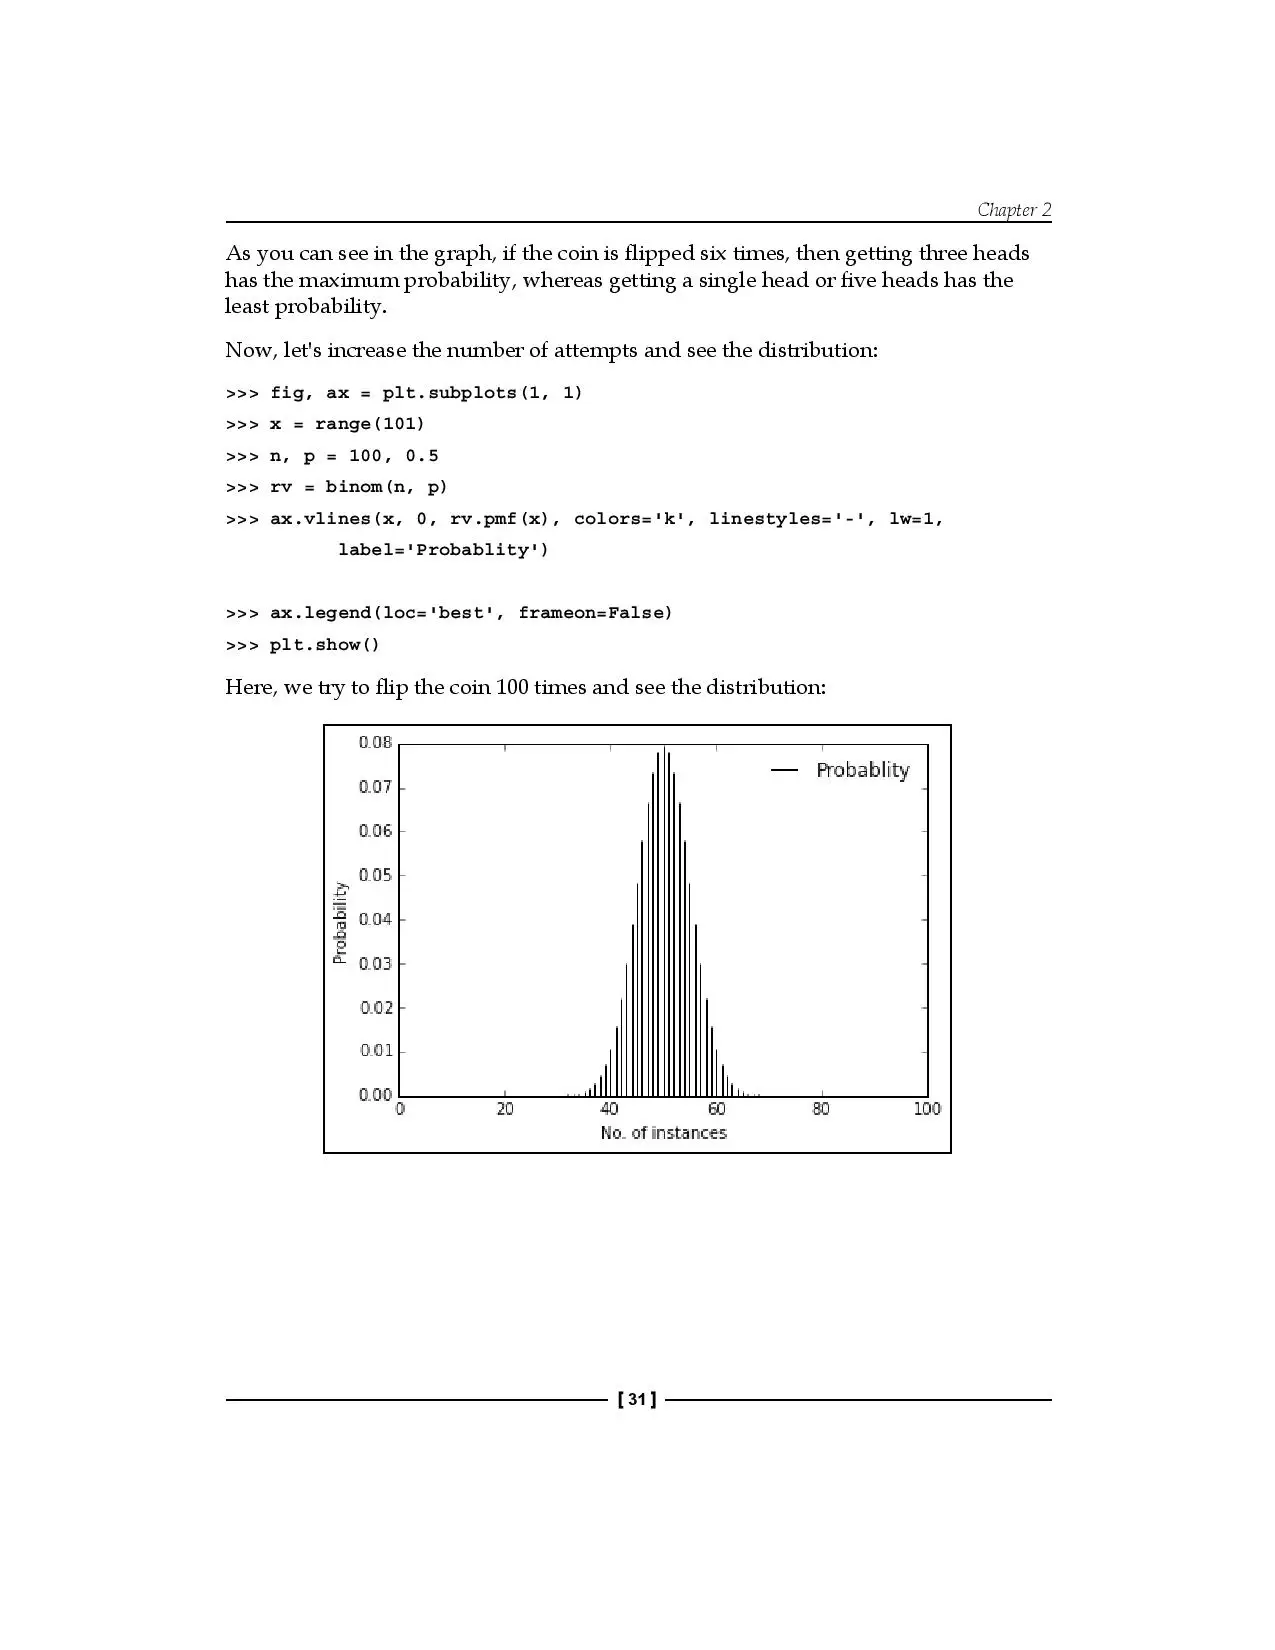 Chapter 2
As you can see in the graph, if the coin is flipped six times, then getting three heads
has the maximum probability, whereas getting a single head or five heads has the
least probability.
Now, let's increase the number of attempts and see the distribution:
>>> fig, ax = plt.subplots(1, 1)
>>> x = range(101)
>>> n, p = 100, 0.5
>>> rv = binom(n, p)
>>> ax.vlines(x, 0, rv.pmf(x), colors='k', linestyles='-', lw=1,
label='Probablity')
>>> ax.legend(loc='best', frameon=False)
>>> plt.show()
Here, we try to flip the coin 100 times and see the distribution:
0.08
Probablity
0.07
0.06
0.05
0.04
0.03
0.02
0.01
0.00
Probability
0 20 40 60 80 100
No. of instances
[ 31 ]